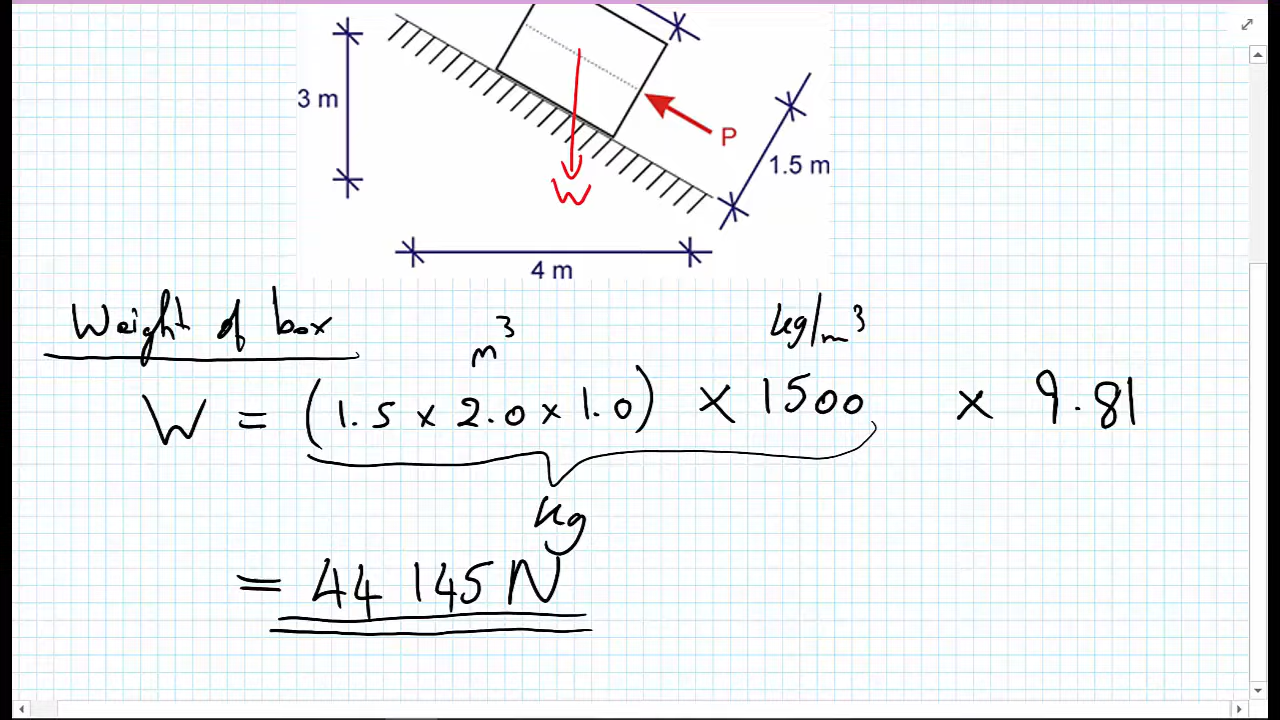 3 m
P
1.5 m
W
4 m
Weight of box
m³ kg/m³
W = (1.5 x 2.0 x 1.0) x 1500 x 9.81
kg
= 44 145 N